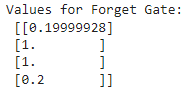 Values for Forget Gate:
[[0.19999928]
[1.        ]
[1.        ]
[0.2       ]]